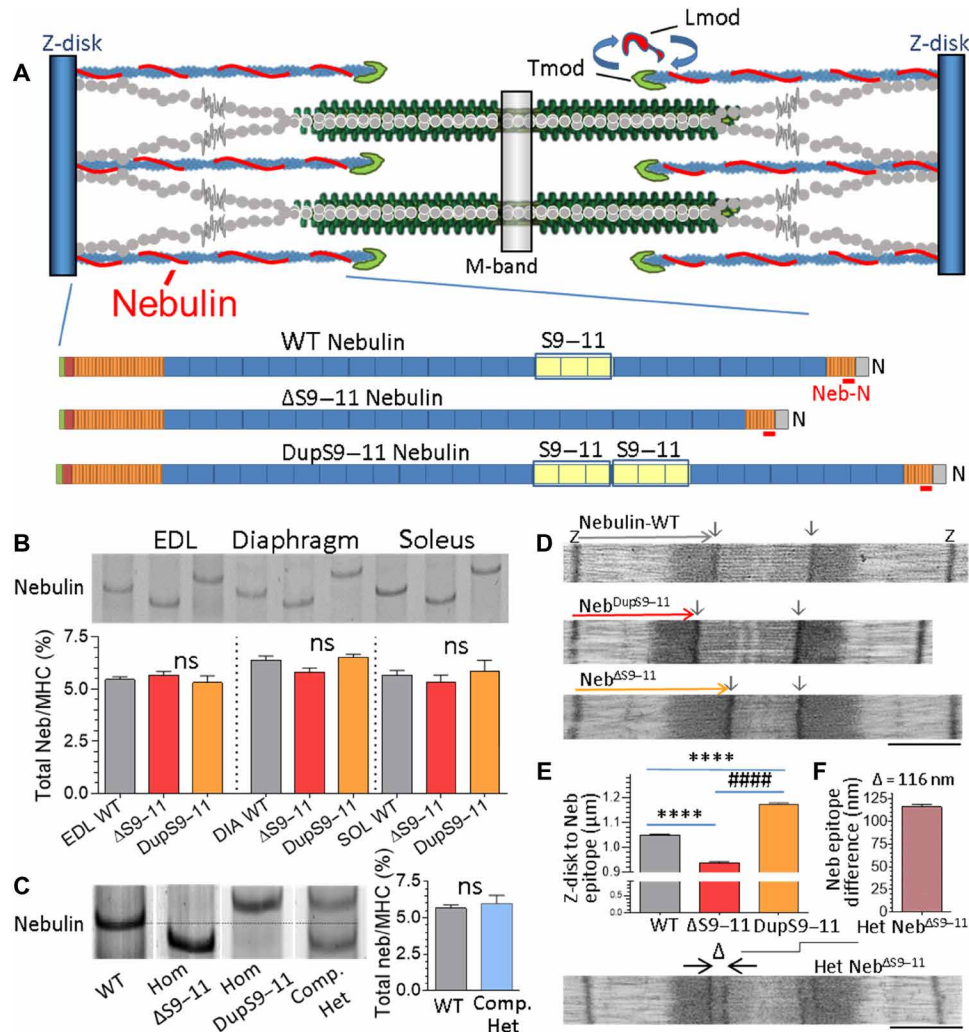 Lmod
Z-disk
Z-disk
A
Tmod
M-band
Nebulin
WT Nebulin
S9–11
N
Neb-N
ΔS9–11 Nebulin
N
DupS9–11 Nebulin
S9–11
S9–11
N
B
EDL
Diaphragm
Soleus
Nebulin
Total Neb/MHC (%)
7.5
5.0
2.5
0.0
ns
ns
ns
EDL WT
ΔS9–11
DupS9–11
DIA WT
ΔS9–11
DupS9–11
SOL WT
ΔS9–11
DupS9–11
C
Nebulin
WT
Hom
ΔS9–11
Hom
DupS9–11
Comp.
Het
Total neb/MHC (%)
7.5
5.0
2.5
0.0
ns
WT
Comp.
Het
D
Nebulin-WT
Z
Z
Neb DupS9–11
Neb ΔS9–11
E
Z-disk to Neb
epitope (μm)
1.2
1.1
1.0
0.9
0.5
0.0
****
####
****
WT
ΔS9–11
DupS9–11
F
Δ = 116 nm
Neb epitope
difference (nm)
125
100
75
50
25
0
Het Neb ΔS9–11
Δ
Het Neb ΔS9–11